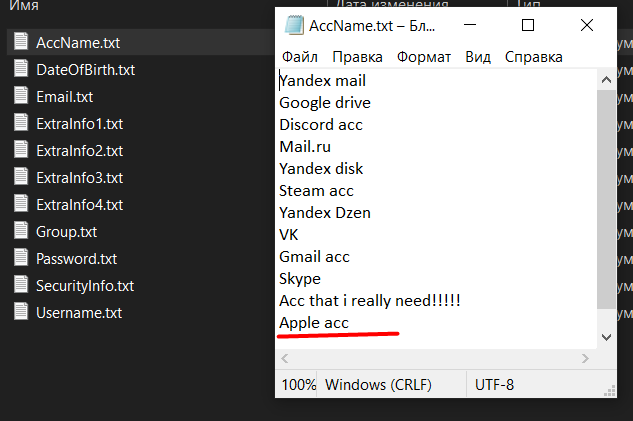 Имя
Дата изменения
Тип
AccName.txt
DateOfBirth.txt
Email.txt
ExtraInfo1.txt
ExtraInfo2.txt
ExtraInfo3.txt
ExtraInfo4.txt
Group.txt
Password.txt
SecurityInfo.txt
Username.txt
AccName.txt – Бл...
Файл Правка Формат Вид Справка
Yandex mail
Google drive
Discord acc
Mail.ru
Yandex disk
Steam acc
Yandex Dzen
VK
Gmail acc
Skype
Acc that i really need!!!!!
Apple acc
100% Windows (CRLF) UTF-8